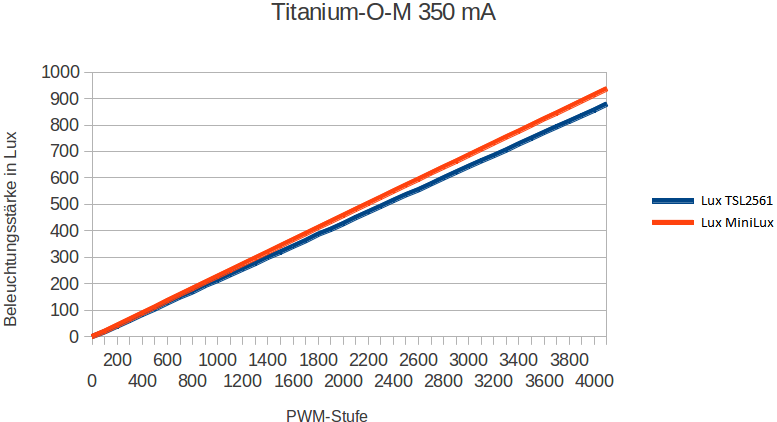 Titanium-O-M 350 mA
Beleuchtungsstärke in Lux
1000
900
800
700
600
500
400
300
200
100
0
200 600 1000 1400 1800 2200 2600 3000 3400 3800
0 400 800 1200 1600 2000 2400 2800 3200 3600 4000
PWM-Stufe
Lux TSL2561
Lux MiniLux